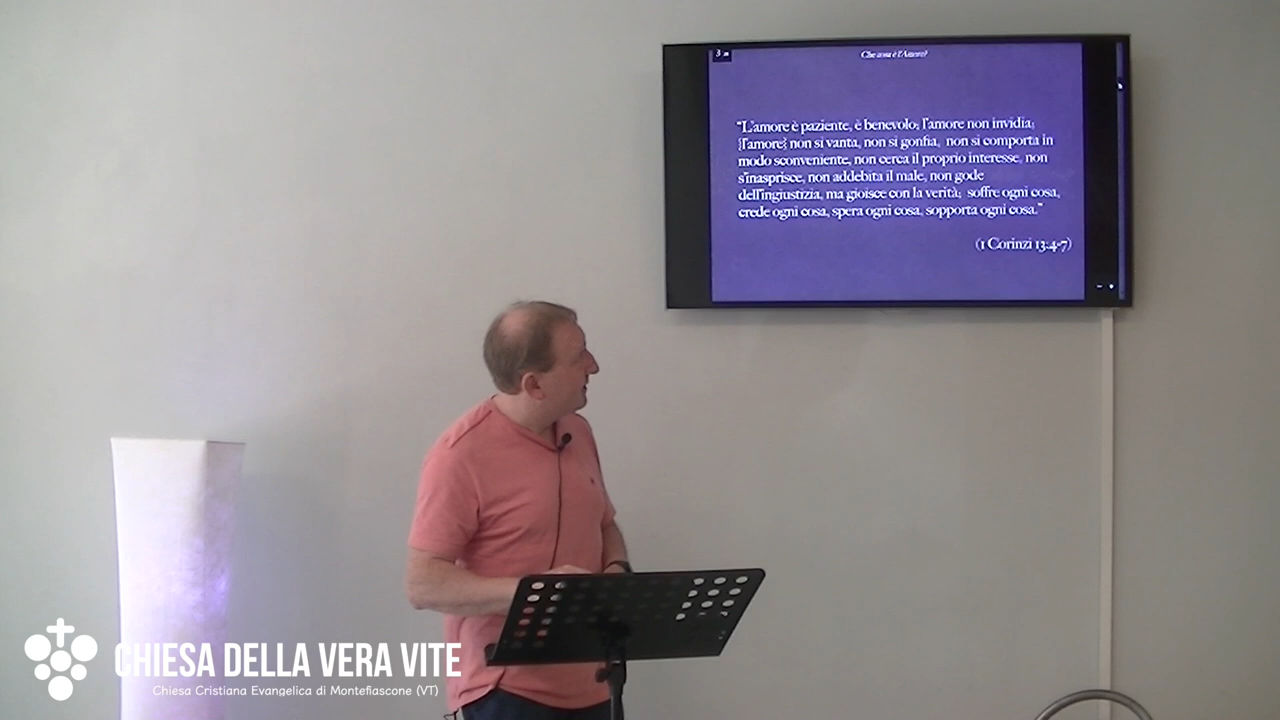 3
Che cosa è l'Amore?
“L'amore è paziente, è benevolo; l'amore non invidia;
[l'amore] non si vanta, non si gonfia, non si comporta in
modo sconveniente, non cerca il proprio interesse, non
s'inasprisce, non addebita il male, non gode
dell'ingiustizia, ma gioisce con la verità; soffre ogni cosa,
crede ogni cosa, spera ogni cosa, sopporta ogni cosa.”
(1 Corinzi 13:4-7)
CHIESA DELLA VERA VITE
Chiesa Cristiana Evangelica di Montefiascone (VT)